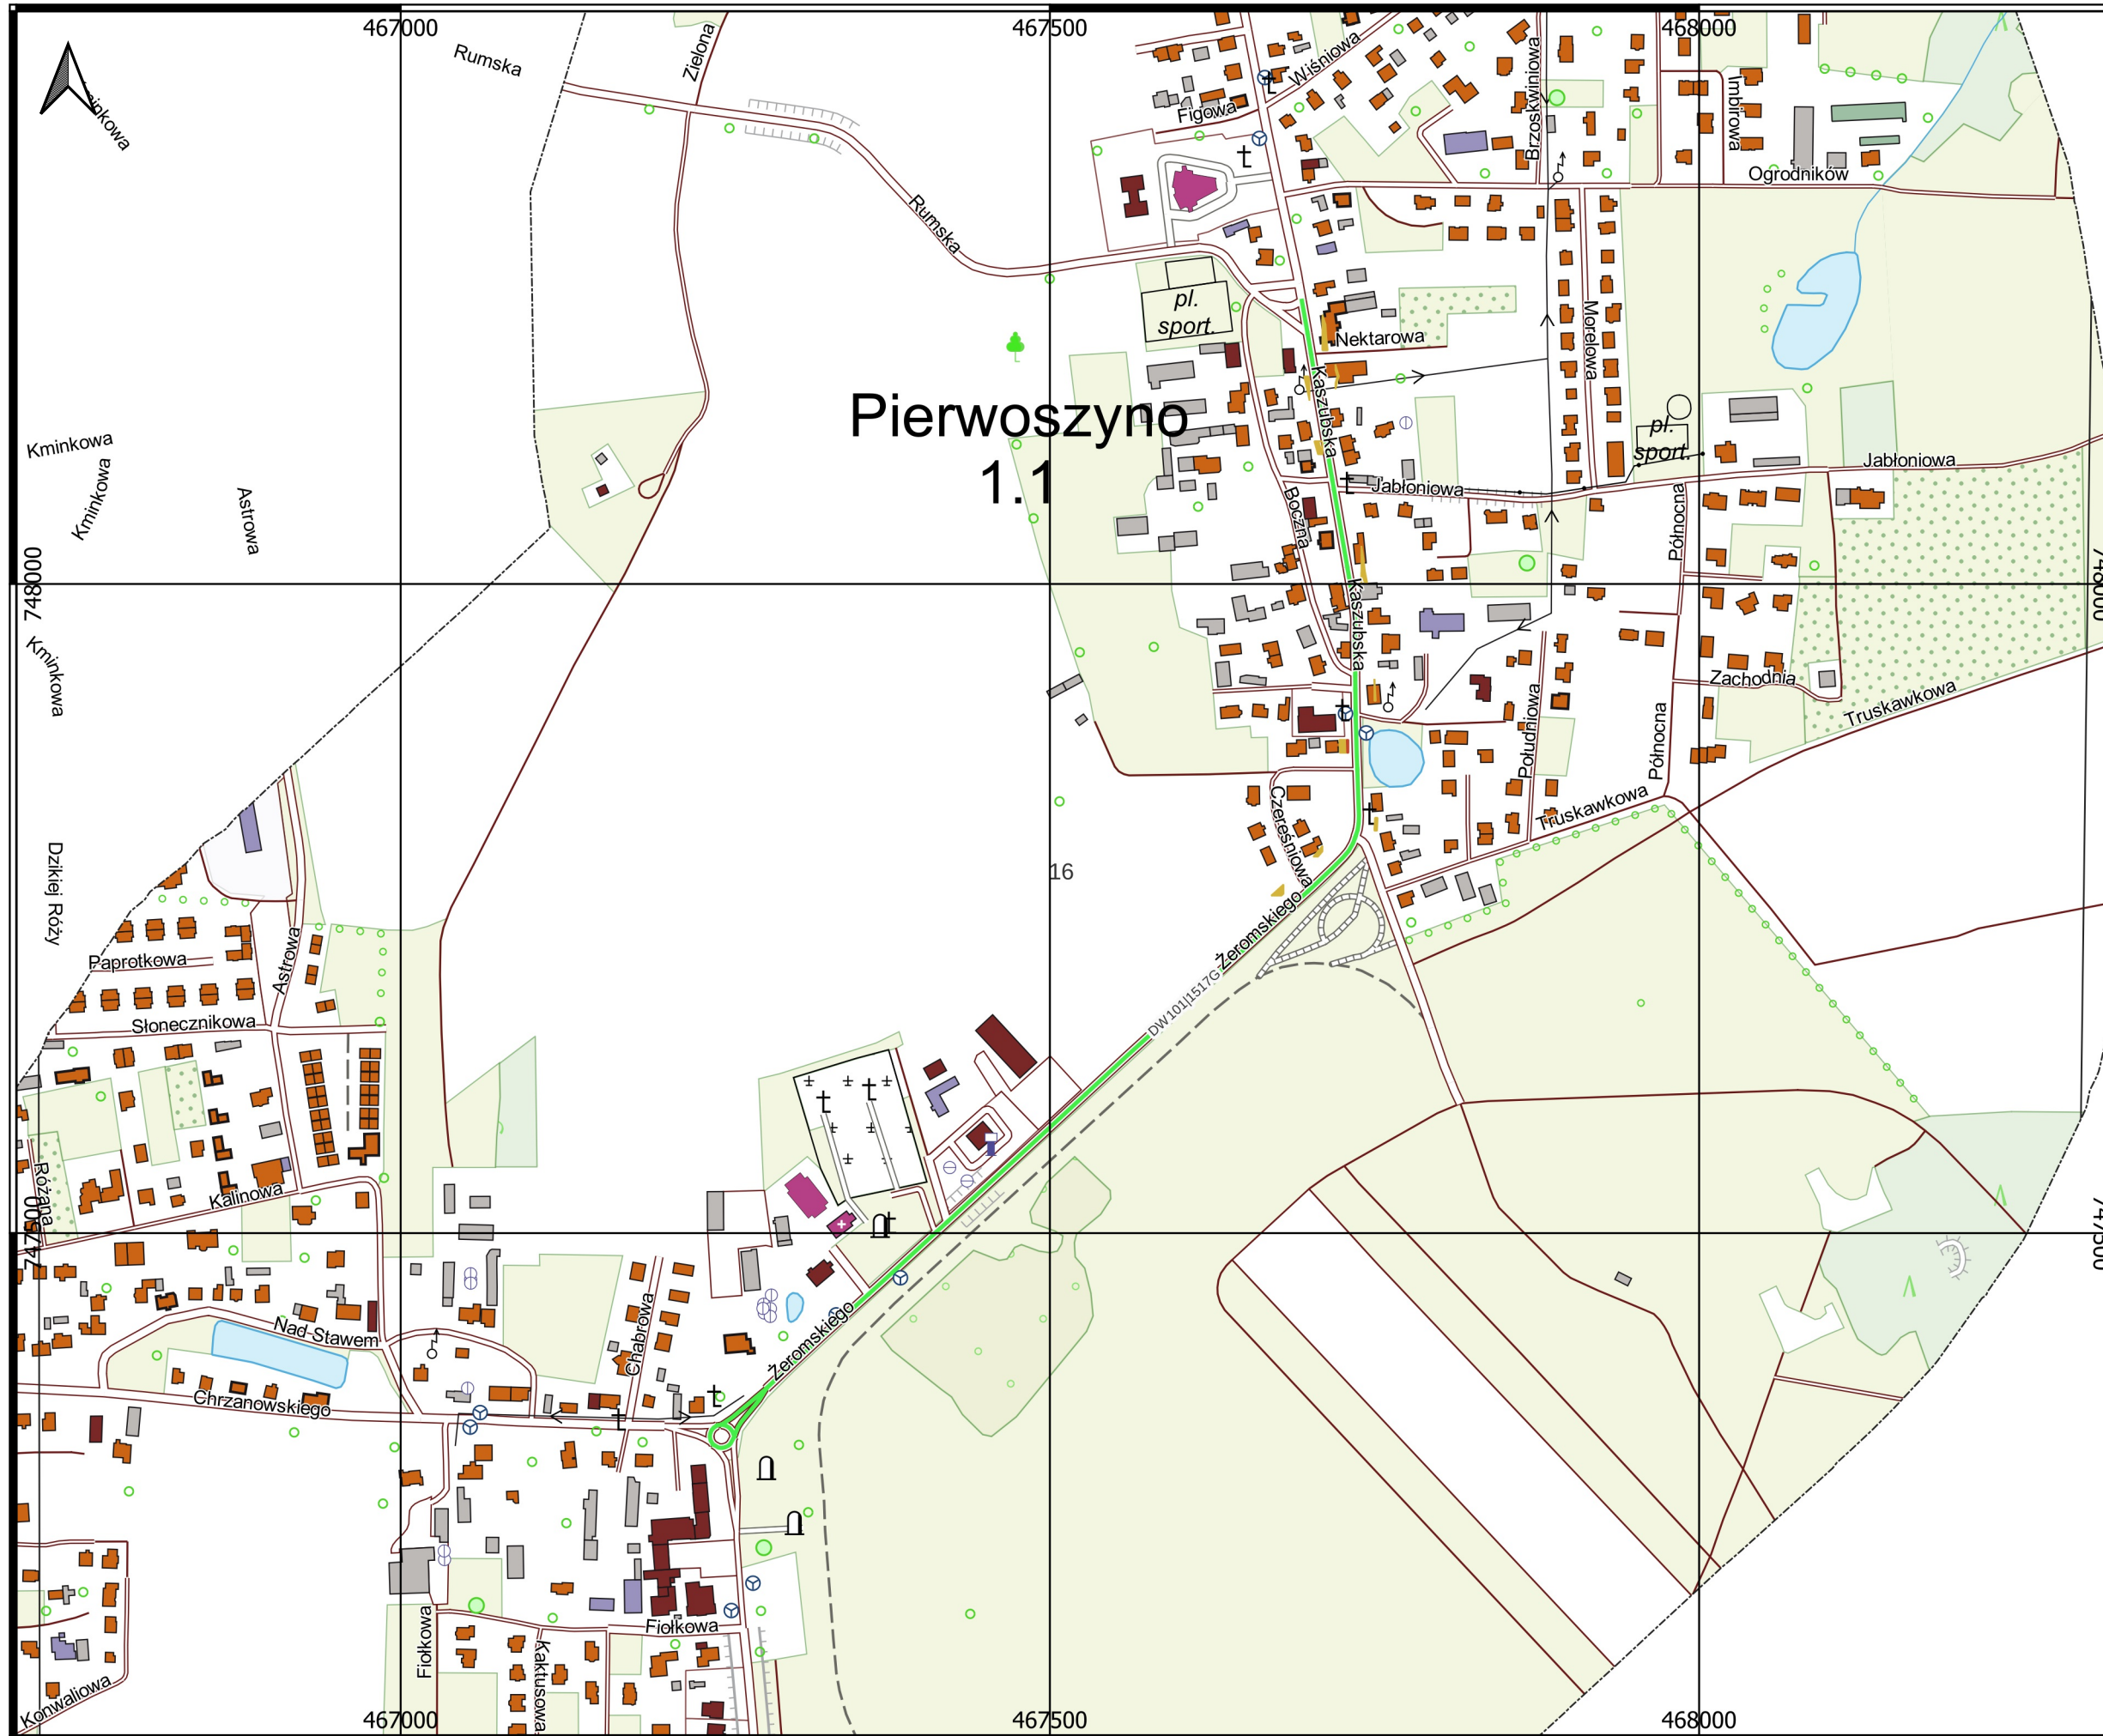 467000
467500
468000
Rumska
Zielona
Wiśniowa
Figowa
Brzoskwiniowa
Imbirowa
Ogrodników
Rumska
pl.
sport.
Nektarowa
Morelowa
Kaszubska
Pierwoszyno
1.1
pl.
sport.
Kminkowa
Kminkowa
Astrowa
Jabłoniowa
Jabłoniowa
Boczna
Północna
748000
748000
Kaszubska
Kminkowa
Zachodnia
Truskawkowa
Południowa
Północna
Czereśniowa
Truskawkowa
Dzikiej Róży
16
Żeromskiego
Paprotkowa
Astrowa
DW101|1517G
Słonecznikowa
Różana
Kalinowa
747500
747500
Nad Stawem
Chabrowa
Żeromskiego
Chrzanowskiego
Fiołkowa
Fiołkowa
Kaktusowa
Konwaliowa
467000
467500
468000